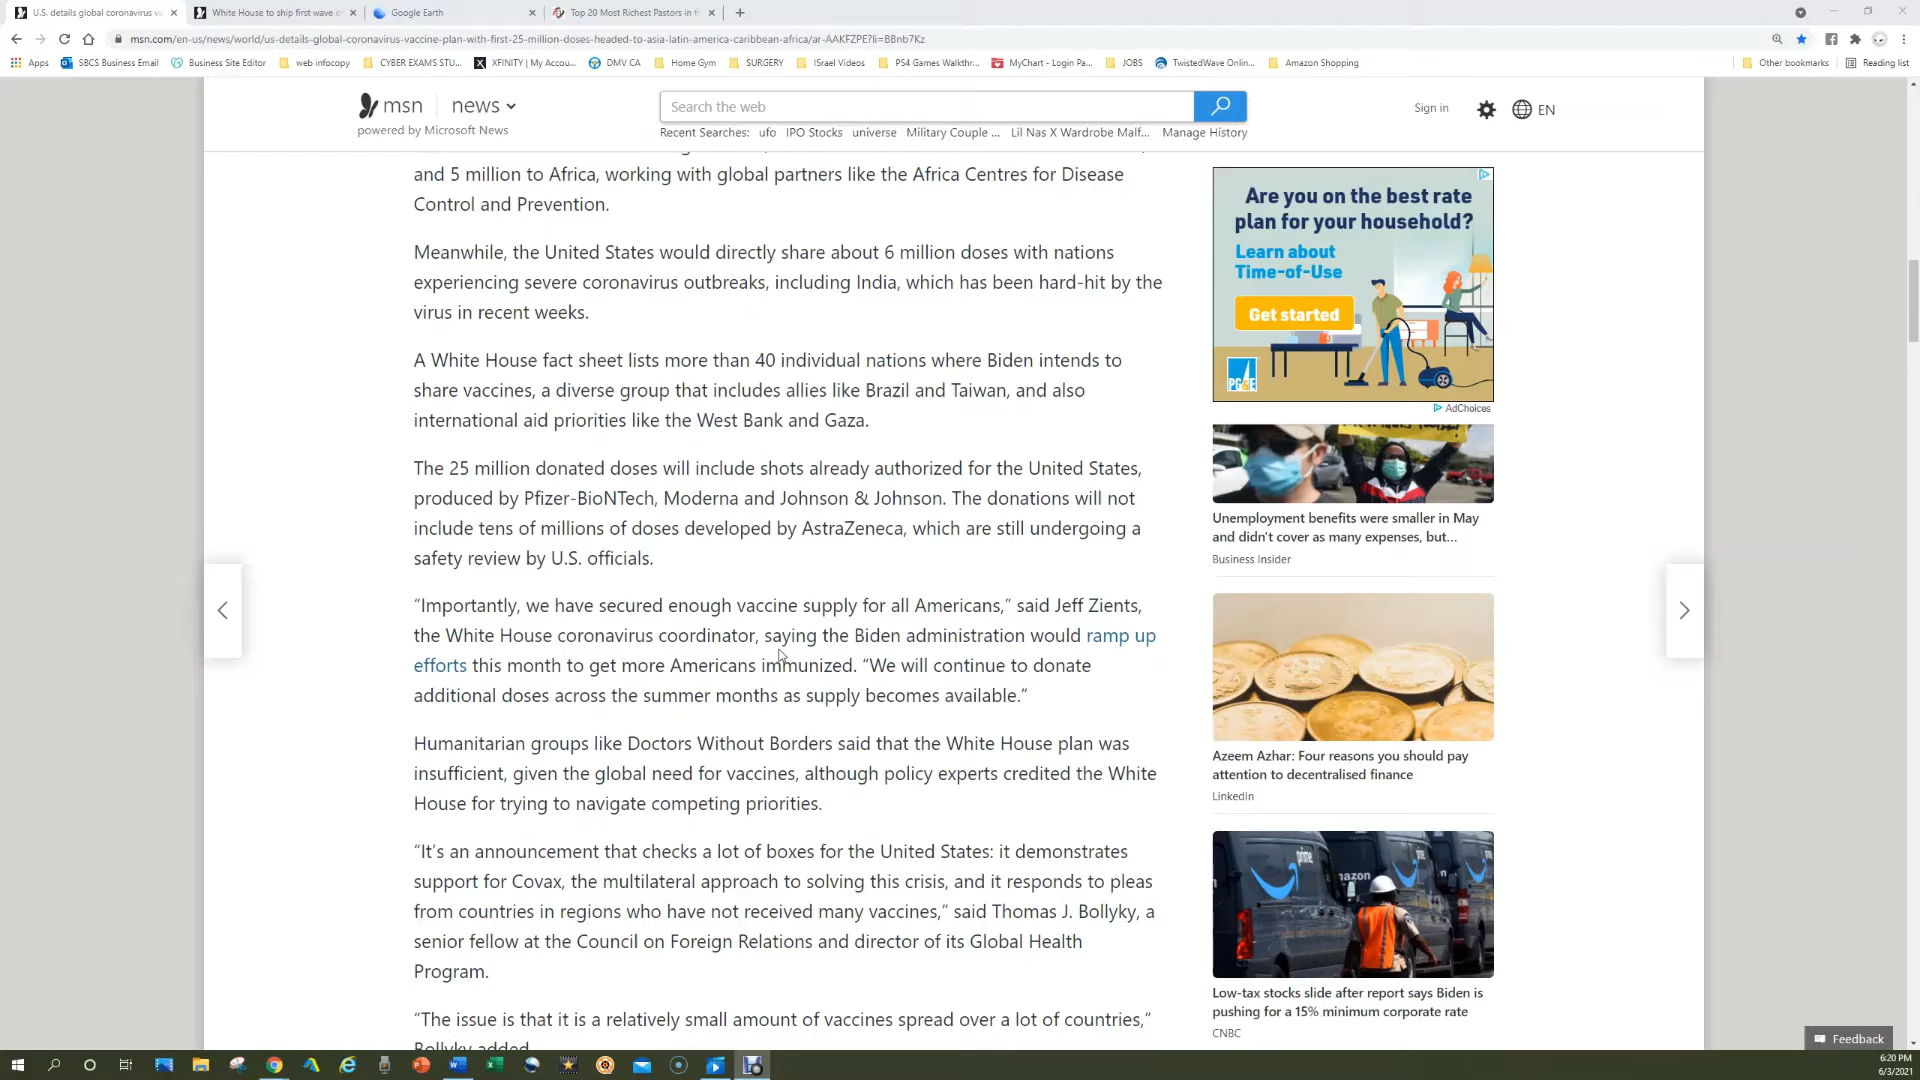 U.S. details global coronavirus va
White House to ship first wave o
Google Earth
Top 20 Most Richest Pastors in t
msn.com/en-us/news/world/us-details-global-coronavirus-vaccine-plan-with-first-25-million-doses-headed-to-asia-latin-america-caribbean-africa/ar-AAKFZPE?li=BBnb7Kz
Apps
SBCS Business Email
Business Site Editor
web infocopy
CYBER EXAMS STU...
XFINITY | My Accou...
DMV CA
Home Gym
SURGERY
ISrael Videos
PS4 Games Walkthr...
MyChart - Login Pa...
JOBS
TwistedWave Onlin...
Amazon Shopping
Other bookmarks
Reading list
msn
news
powered by Microsoft News
Search the web
Recent Searches: ufo IPO Stocks universe Military Couple ... Lil Nas X Wardrobe Malf... Manage History
Sign in
EN
and 5 million to Africa, working with global partners like the Africa Centres for Disease
Control and Prevention.
Meanwhile, the United States would directly share about 6 million doses with nations
experiencing severe coronavirus outbreaks, including India, which has been hard-hit by the
virus in recent weeks.
A White House fact sheet lists more than 40 individual nations where Biden intends to
share vaccines, a diverse group that includes allies like Brazil and Taiwan, and also
international aid priorities like the West Bank and Gaza.
The 25 million donated doses will include shots already authorized for the United States,
produced by Pfizer-BioNTech, Moderna and Johnson & Johnson. The donations will not
include tens of millions of doses developed by AstraZeneca, which are still undergoing a
safety review by U.S. officials.
“Importantly, we have secured enough vaccine supply for all Americans,” said Jeff Zients,
the White House coronavirus coordinator, saying the Biden administration would ramp up
efforts this month to get more Americans immunized. “We will continue to donate
additional doses across the summer months as supply becomes available.”
Humanitarian groups like Doctors Without Borders said that the White House plan was
insufficient, given the global need for vaccines, although policy experts credited the White
House for trying to navigate competing priorities.
“It’s an announcement that checks a lot of boxes for the United States: it demonstrates
support for Covax, the multilateral approach to solving this crisis, and it responds to pleas
from countries in regions who have not received many vaccines,” said Thomas J. Bollyky, a
senior fellow at the Council on Foreign Relations and director of its Global Health
Program.
“The issue is that it is a relatively small amount of vaccines spread over a lot of countries,”
Bollyky added.
Are you on the best rate
plan for your household?
Learn about
Time-of-Use
Get started
PG&E
AdChoices
Unemployment benefits were smaller in May
and didn't cover as many expenses, but...
Business Insider
Azeem Azhar: Four reasons you should pay
attention to decentralised finance
LinkedIn
prime
amazon
Low-tax stocks slide after report says Biden is
pushing for a 15% minimum corporate rate
CNBC
Feedback
6:20 PM
6/3/2021